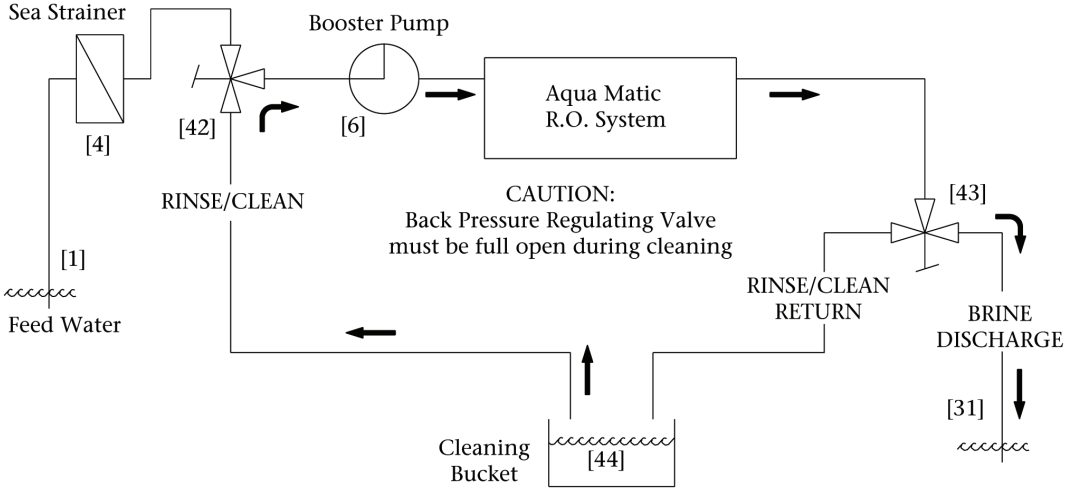 Sea Strainer
Booster Pump
Aqua Matic
R.O. System
[42]
[6]
[4]
RINSE/CLEAN
CAUTION:
Back Pressure Regulating Valve
must be full open during cleaning
[43]
[1]
Feed Water
RINSE/CLEAN
RETURN
BRINE
DISCHARGE
[31]
Cleaning
Bucket
[44]